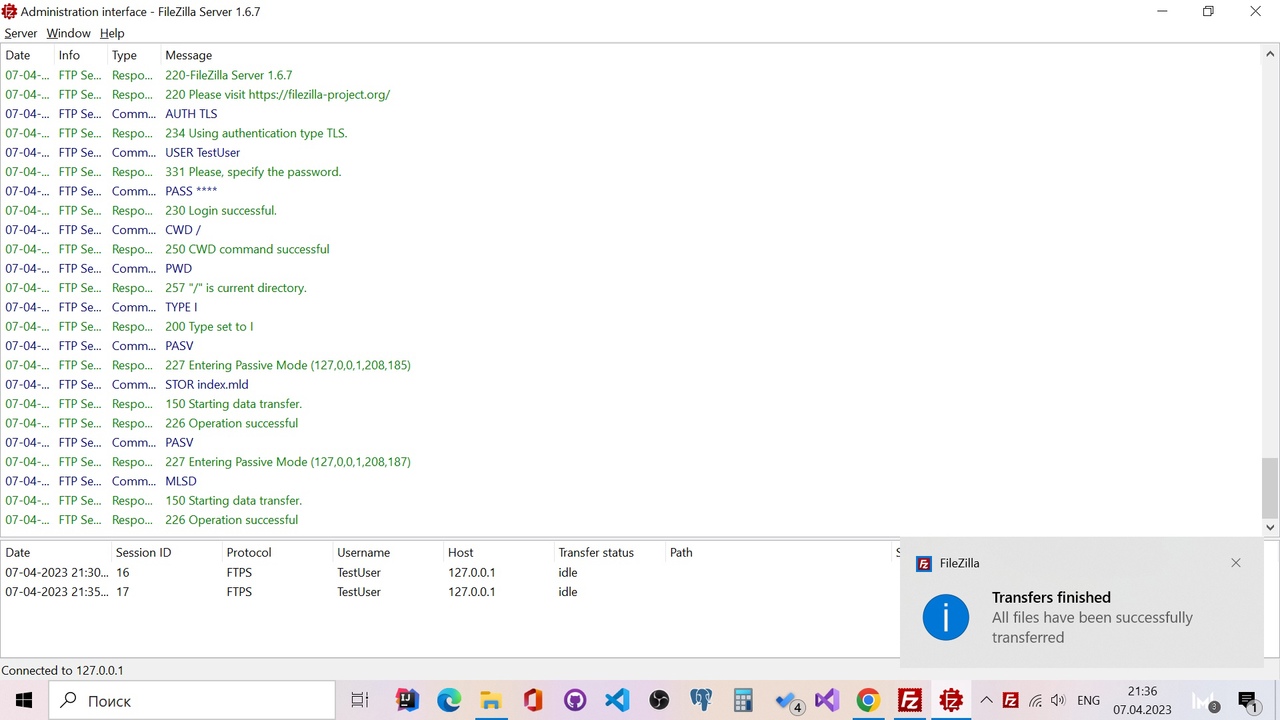 Administration interface - FileZilla Server 1.6.7
Server Window Help
Date Info Type Message
07-04-... FTP Se... Respo... 220-FileZilla Server 1.6.7
07-04-... FTP Se... Respo... 220 Please visit https://filezilla-project.org/
07-04-... FTP Se... Comm... AUTH TLS
07-04-... FTP Se... Respo... 234 Using authentication type TLS.
07-04-... FTP Se... Comm... USER TestUser
07-04-... FTP Se... Respo... 331 Please, specify the password.
07-04-... FTP Se... Comm... PASS ****
07-04-... FTP Se... Respo... 230 Login successful.
07-04-... FTP Se... Comm... CWD /
07-04-... FTP Se... Respo... 250 CWD command successful
07-04-... FTP Se... Comm... PWD
07-04-... FTP Se... Respo... 257 "/" is current directory.
07-04-... FTP Se... Comm... TYPE I
07-04-... FTP Se... Respo... 200 Type set to I
07-04-... FTP Se... Comm... PASV
07-04-... FTP Se... Respo... 227 Entering Passive Mode (127,0,0,1,208,185)
07-04-... FTP Se... Comm... STOR index.mld
07-04-... FTP Se... Respo... 150 Starting data transfer.
07-04-... FTP Se... Respo... 226 Operation successful
07-04-... FTP Se... Comm... PASV
07-04-... FTP Se... Respo... 227 Entering Passive Mode (127,0,0,1,208,187)
07-04-... FTP Se... Comm... MLSD
07-04-... FTP Se... Respo... 150 Starting data transfer.
07-04-... FTP Se... Respo... 226 Operation successful
Date Session ID Protocol Username Host Transfer status Path
07-04-2023 21:30... 16 FTPS TestUser 127.0.0.1 idle
07-04-2023 21:35... 17 FTPS TestUser 127.0.0.1 idle
FileZilla
Transfers finished
All files have been successfully
transferred
Connected to 127.0.0.1
Поиск
4
ENG
21:36
07.04.2023
3
1